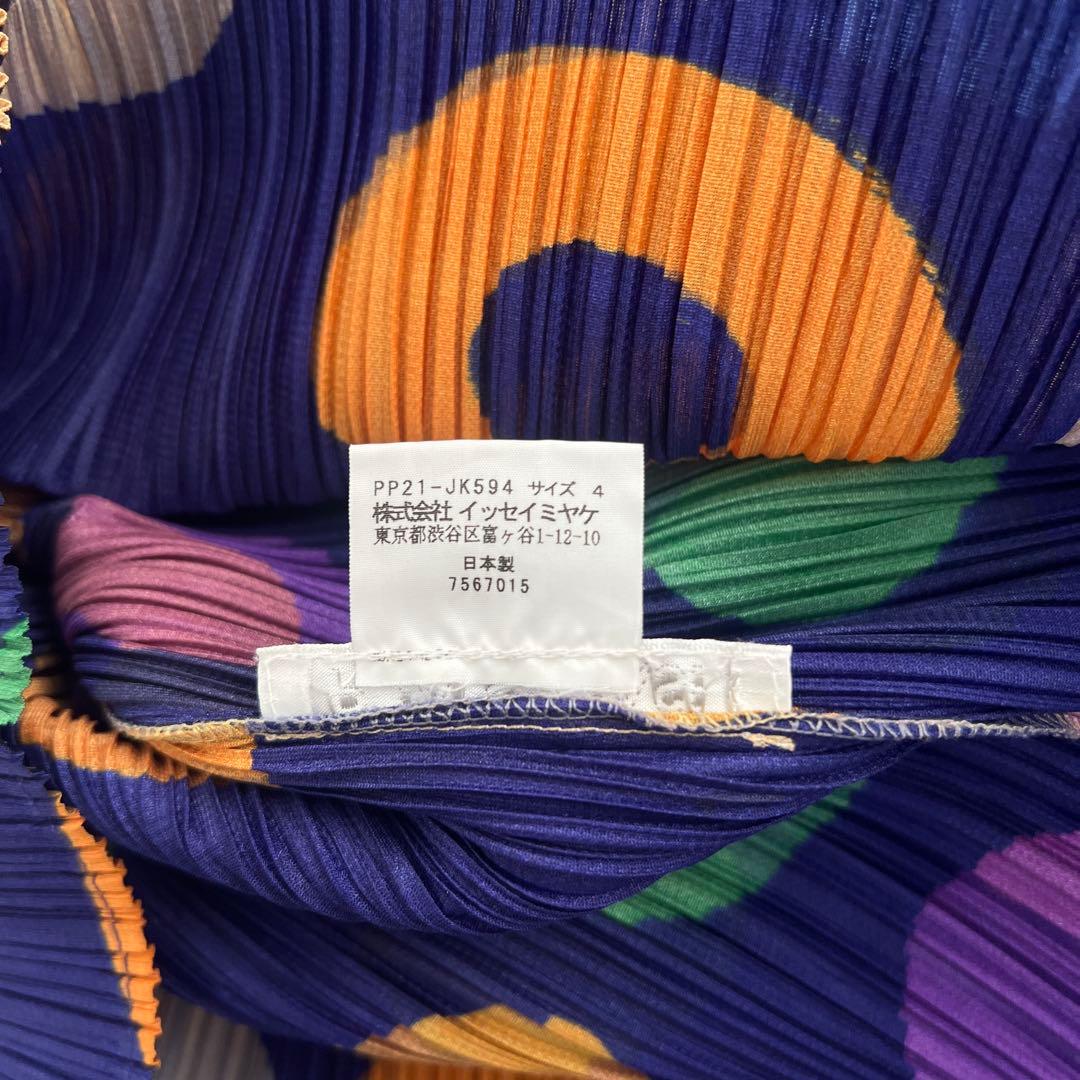 PP21-JK594 サイズ 4
株式会社 イッセイミヤケ
東京都渋谷区富ヶ谷1-12-10
日本製
7567015